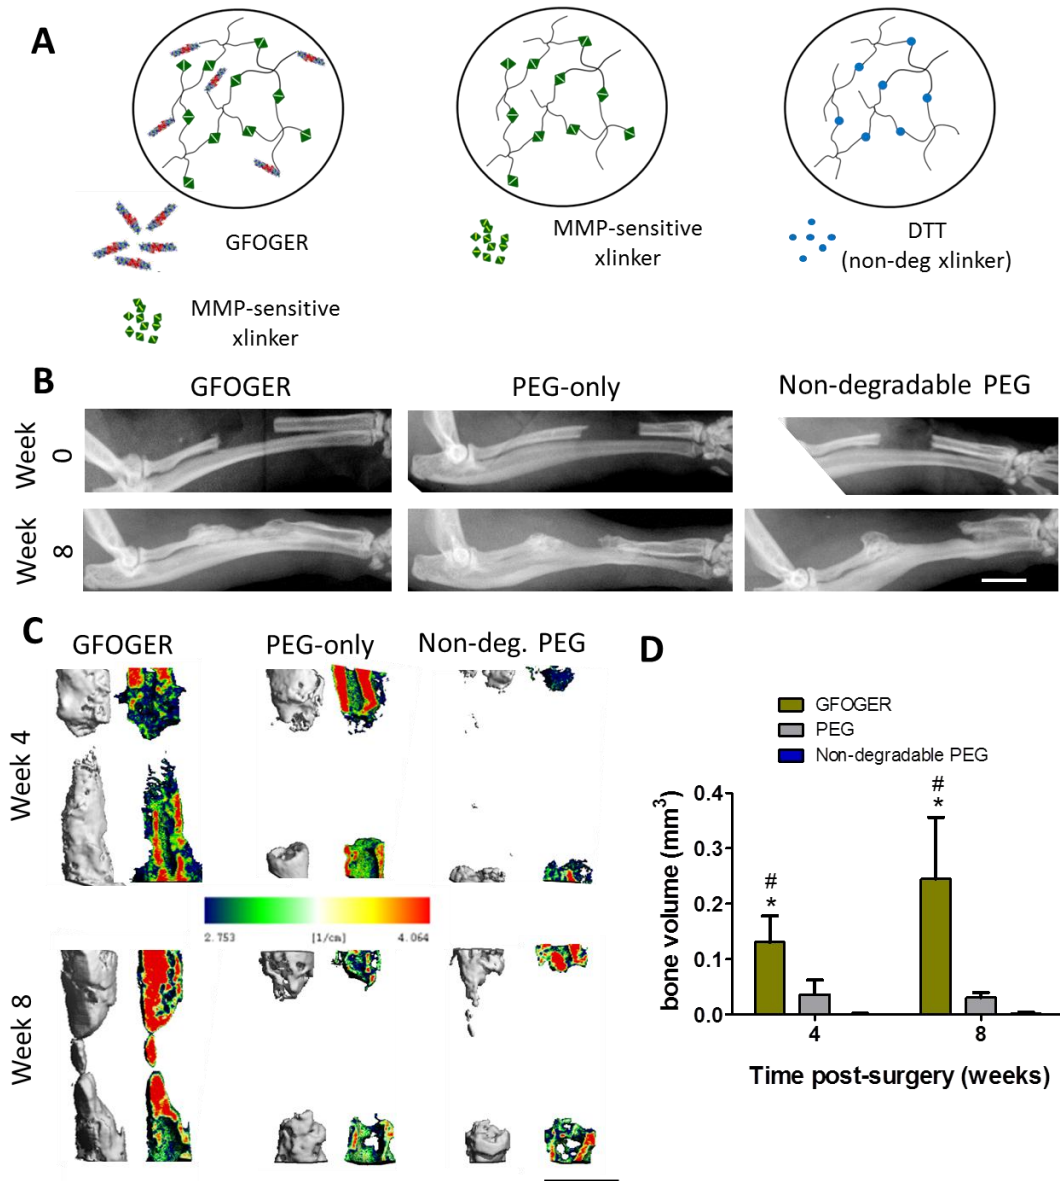 A
GFOGER
MMP-sensitive
xlinker
MMP-sensitive
xlinker
DTT
(non-deg xlinker)
B
GFOGER
PEG-only
Non-degradable PEG
Week
0
Week
8
C
GFOGER
PEG-only
Non-deg. PEG
Week 4
2.753
[1/cm]
4.064
Week 8
D
GFOGER
PEG
Non-degradable PEG
bone volume (mm³)
0.4
0.3
0.2
0.1
0.0
#
*
#
*
4
8
Time post-surgery (weeks)